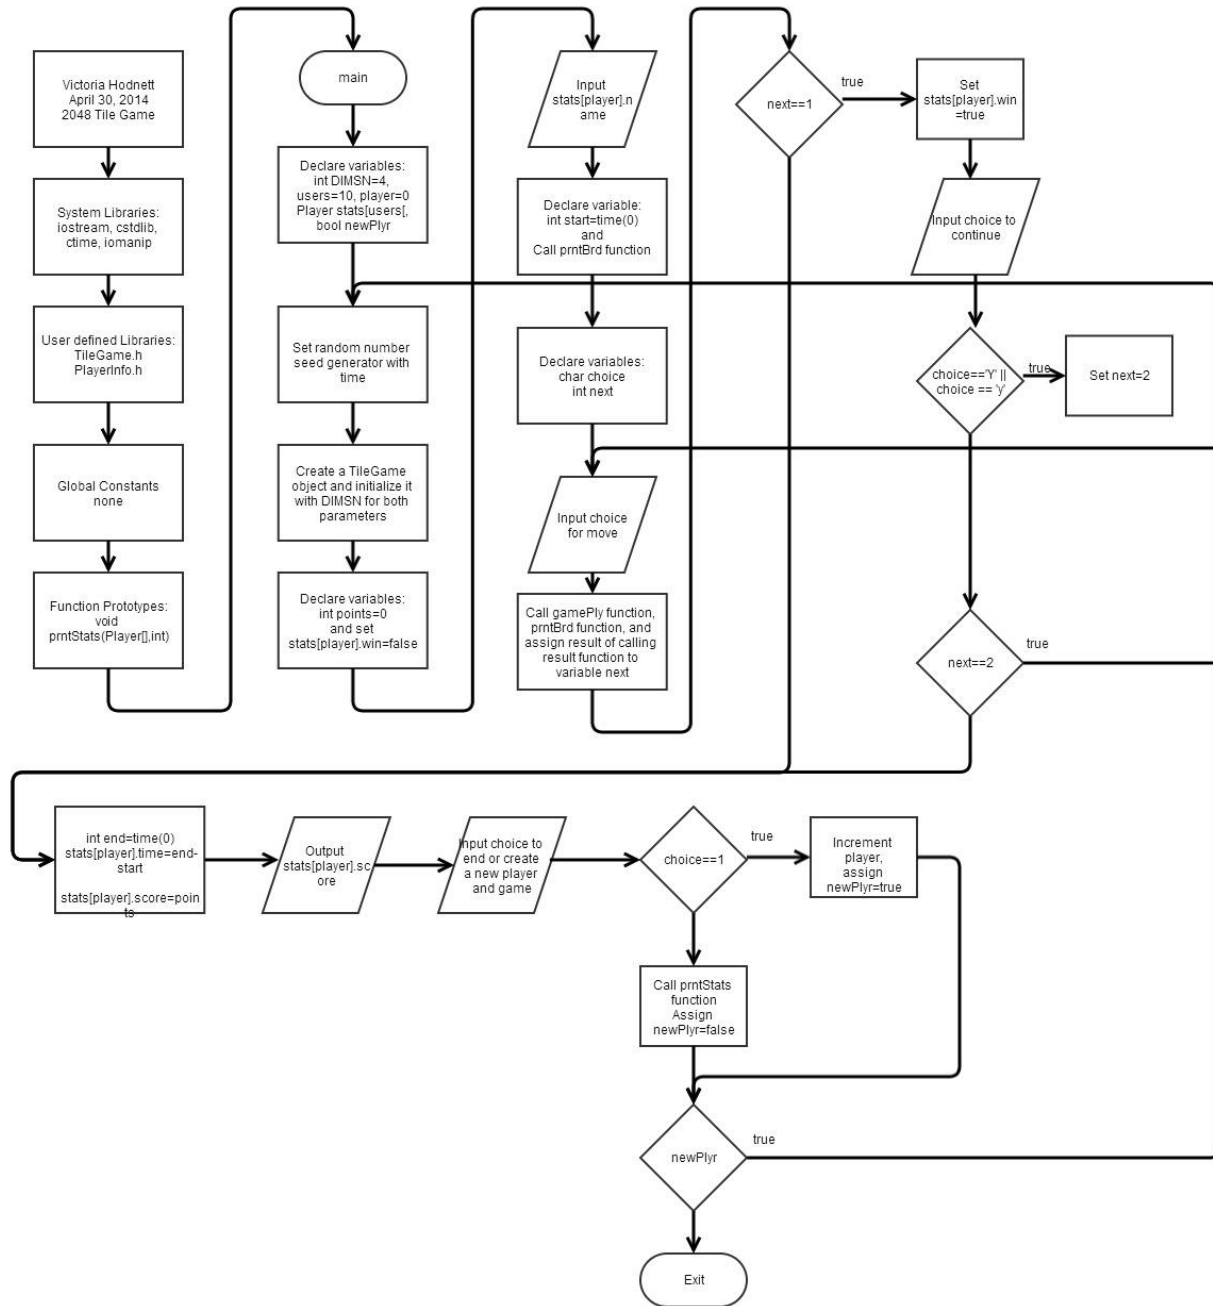 Victoria Hodnett
April 30, 2014
2048 Tile Game
System Libraries:
iostream, cstdlib,
ctime, iomanip
User defined Libraries:
TileGame.h
PlayerInfo.h
Global Constants
none
Function Prototypes:
void
prntStats(Player[],int)
main
Declare variables:
int DIMSN=4,
users=10, player=0
Player stats[users[,
bool newPlyr
Set random number
seed generator with
time
Create a TileGame
object and initialize it
with DIMSN for both
parameters
Declare variables:
int points=0
and set
stats[player].win=false
Input
stats[player].n
ame
Declare variable:
int start=time(0)
and
Call prntBrd function
Declare variables:
char choice
int next
Input choice
for move
Call gamePly function,
prntBrd function, and
assign result of calling
result function to
variable next
next==1
true
Set
stats[player].win
=true
Input choice to
continue
choice=='Y' ||
choice == 'y'
true
Set next=2
next==2
true
int end=time(0)
stats[player].time=end-
start
stats[player].score=poin
ts
Output
stats[player].sc
ore
Input choice to
end or create
a new player
and game
choice==1
true
Increment
player,
assign
newPlyr=true
Call prntStats
function
Assign
newPlyr=false
newPlyr
true
Exit